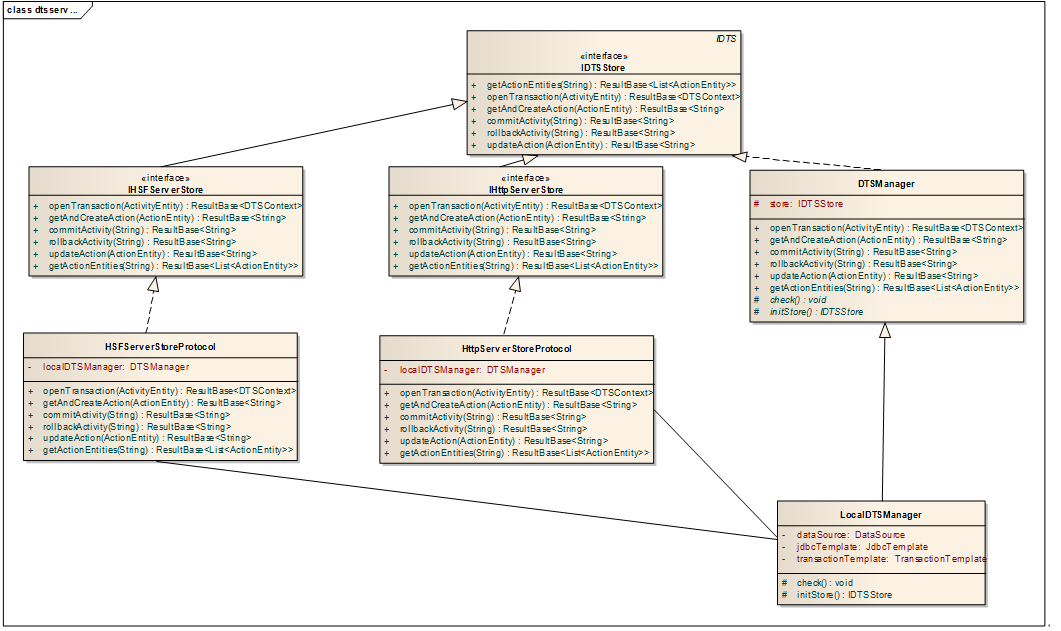 class dtsserv...
IDTS
«interface»
IDTSStore
+ getActionEntities(String) : ResultBase<List<ActionEntity>>
+ openTransaction(ActivityEntity) : ResultBase<DTSContext>
+ getAndCreateAction(ActionEntity) : ResultBase<String>
+ commitActivity(String) : ResultBase<String>
+ rollbackActivity(String) : ResultBase<String>
+ updateAction(ActionEntity) : ResultBase<String>
«interface»
IHSFServerStore
+ openTransaction(ActivityEntity) : ResultBase<DTSContext>
+ getAndCreateAction(ActionEntity) : ResultBase<String>
+ commitActivity(String) : ResultBase<String>
+ rollbackActivity(String) : ResultBase<String>
+ updateAction(ActionEntity) : ResultBase<String>
+ getActionEntities(String) : ResultBase<List<ActionEntity>>
«interface»
IHttpServerStore
+ openTransaction(ActivityEntity) : ResultBase<DTSContext>
+ getAndCreateAction(ActionEntity) : ResultBase<String>
+ commitActivity(String) : ResultBase<String>
+ rollbackActivity(String) : ResultBase<String>
+ updateAction(ActionEntity) : ResultBase<String>
+ getActionEntities(String) : ResultBase<List<ActionEntity>>
DTSManager
# store: IDTSStore
+ openTransaction(ActivityEntity) : ResultBase<DTSContext>
+ getAndCreateAction(ActionEntity) : ResultBase<String>
+ commitActivity(String) : ResultBase<String>
+ rollbackActivity(String) : ResultBase<String>
+ updateAction(ActionEntity) : ResultBase<String>
+ getActionEntities(String) : ResultBase<List<ActionEntity>>
# check() : void
# initStore() : IDTSStore
HSFServerStoreProtocol
- localDTSManager: DTSManager
+ openTransaction(ActivityEntity) : ResultBase<DTSContext>
+ getAndCreateAction(ActionEntity) : ResultBase<String>
+ commitActivity(String) : ResultBase<String>
+ rollbackActivity(String) : ResultBase<String>
+ updateAction(ActionEntity) : ResultBase<String>
+ getActionEntities(String) : ResultBase<List<ActionEntity>>
HttpServerStoreProtocol
- localDTSManager: DTSManager
+ openTransaction(ActivityEntity) : ResultBase<DTSContext>
+ getAndCreateAction(ActionEntity) : ResultBase<String>
+ commitActivity(String) : ResultBase<String>
+ rollbackActivity(String) : ResultBase<String>
+ updateAction(ActionEntity) : ResultBase<String>
+ getActionEntities(String) : ResultBase<List<ActionEntity>>
LocalDTSManager
- dataSource: DataSource
- jdbcTemplate: JdbcTemplate
- transactionTemplate: TransactionTemplate
# check() : void
# initStore() : IDTSStore